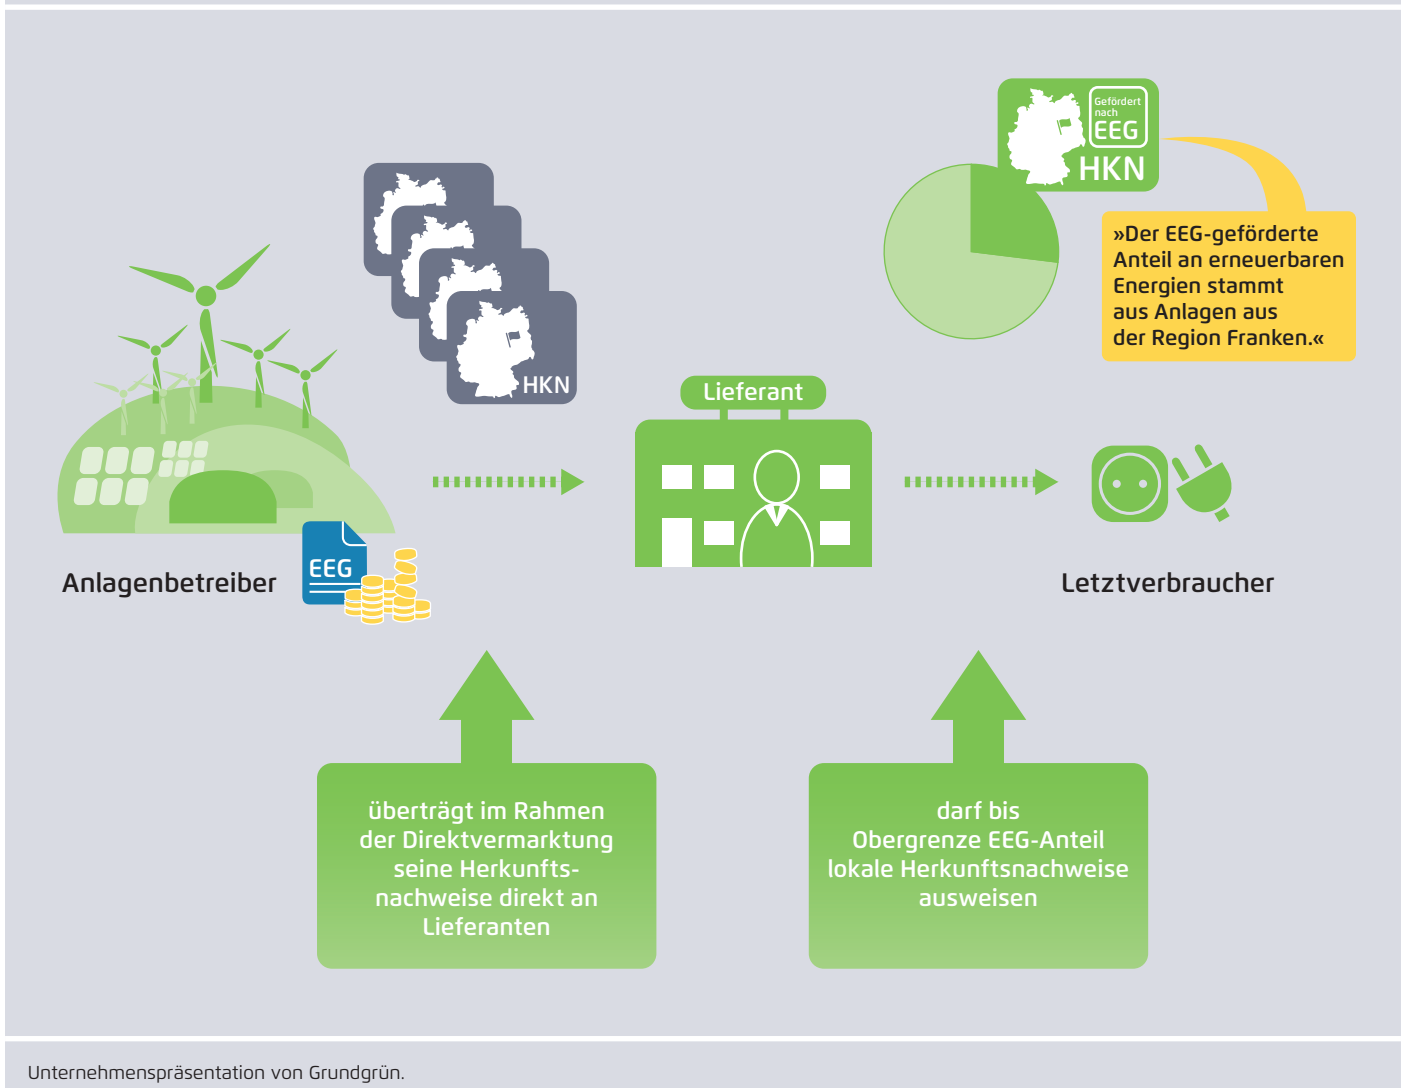 Gefördert
nach
EEG
HKN
»Der EEG-geförderte
Anteil an erneuerbaren
Energien stammt
aus Anlagen aus
der Region Franken.«
HKN
Lieferant
EEG
Anlagenbetreiber
Letztverbraucher
überträgt im Rahmen
der Direktvermarktung
seine Herkunfts-
nachweise direkt an
Lieferanten
darf bis
Obergrenze EEG-Anteil
lokale Herkunftsnachweise
ausweisen
Unternehmenspräsentation von Grundgrün.